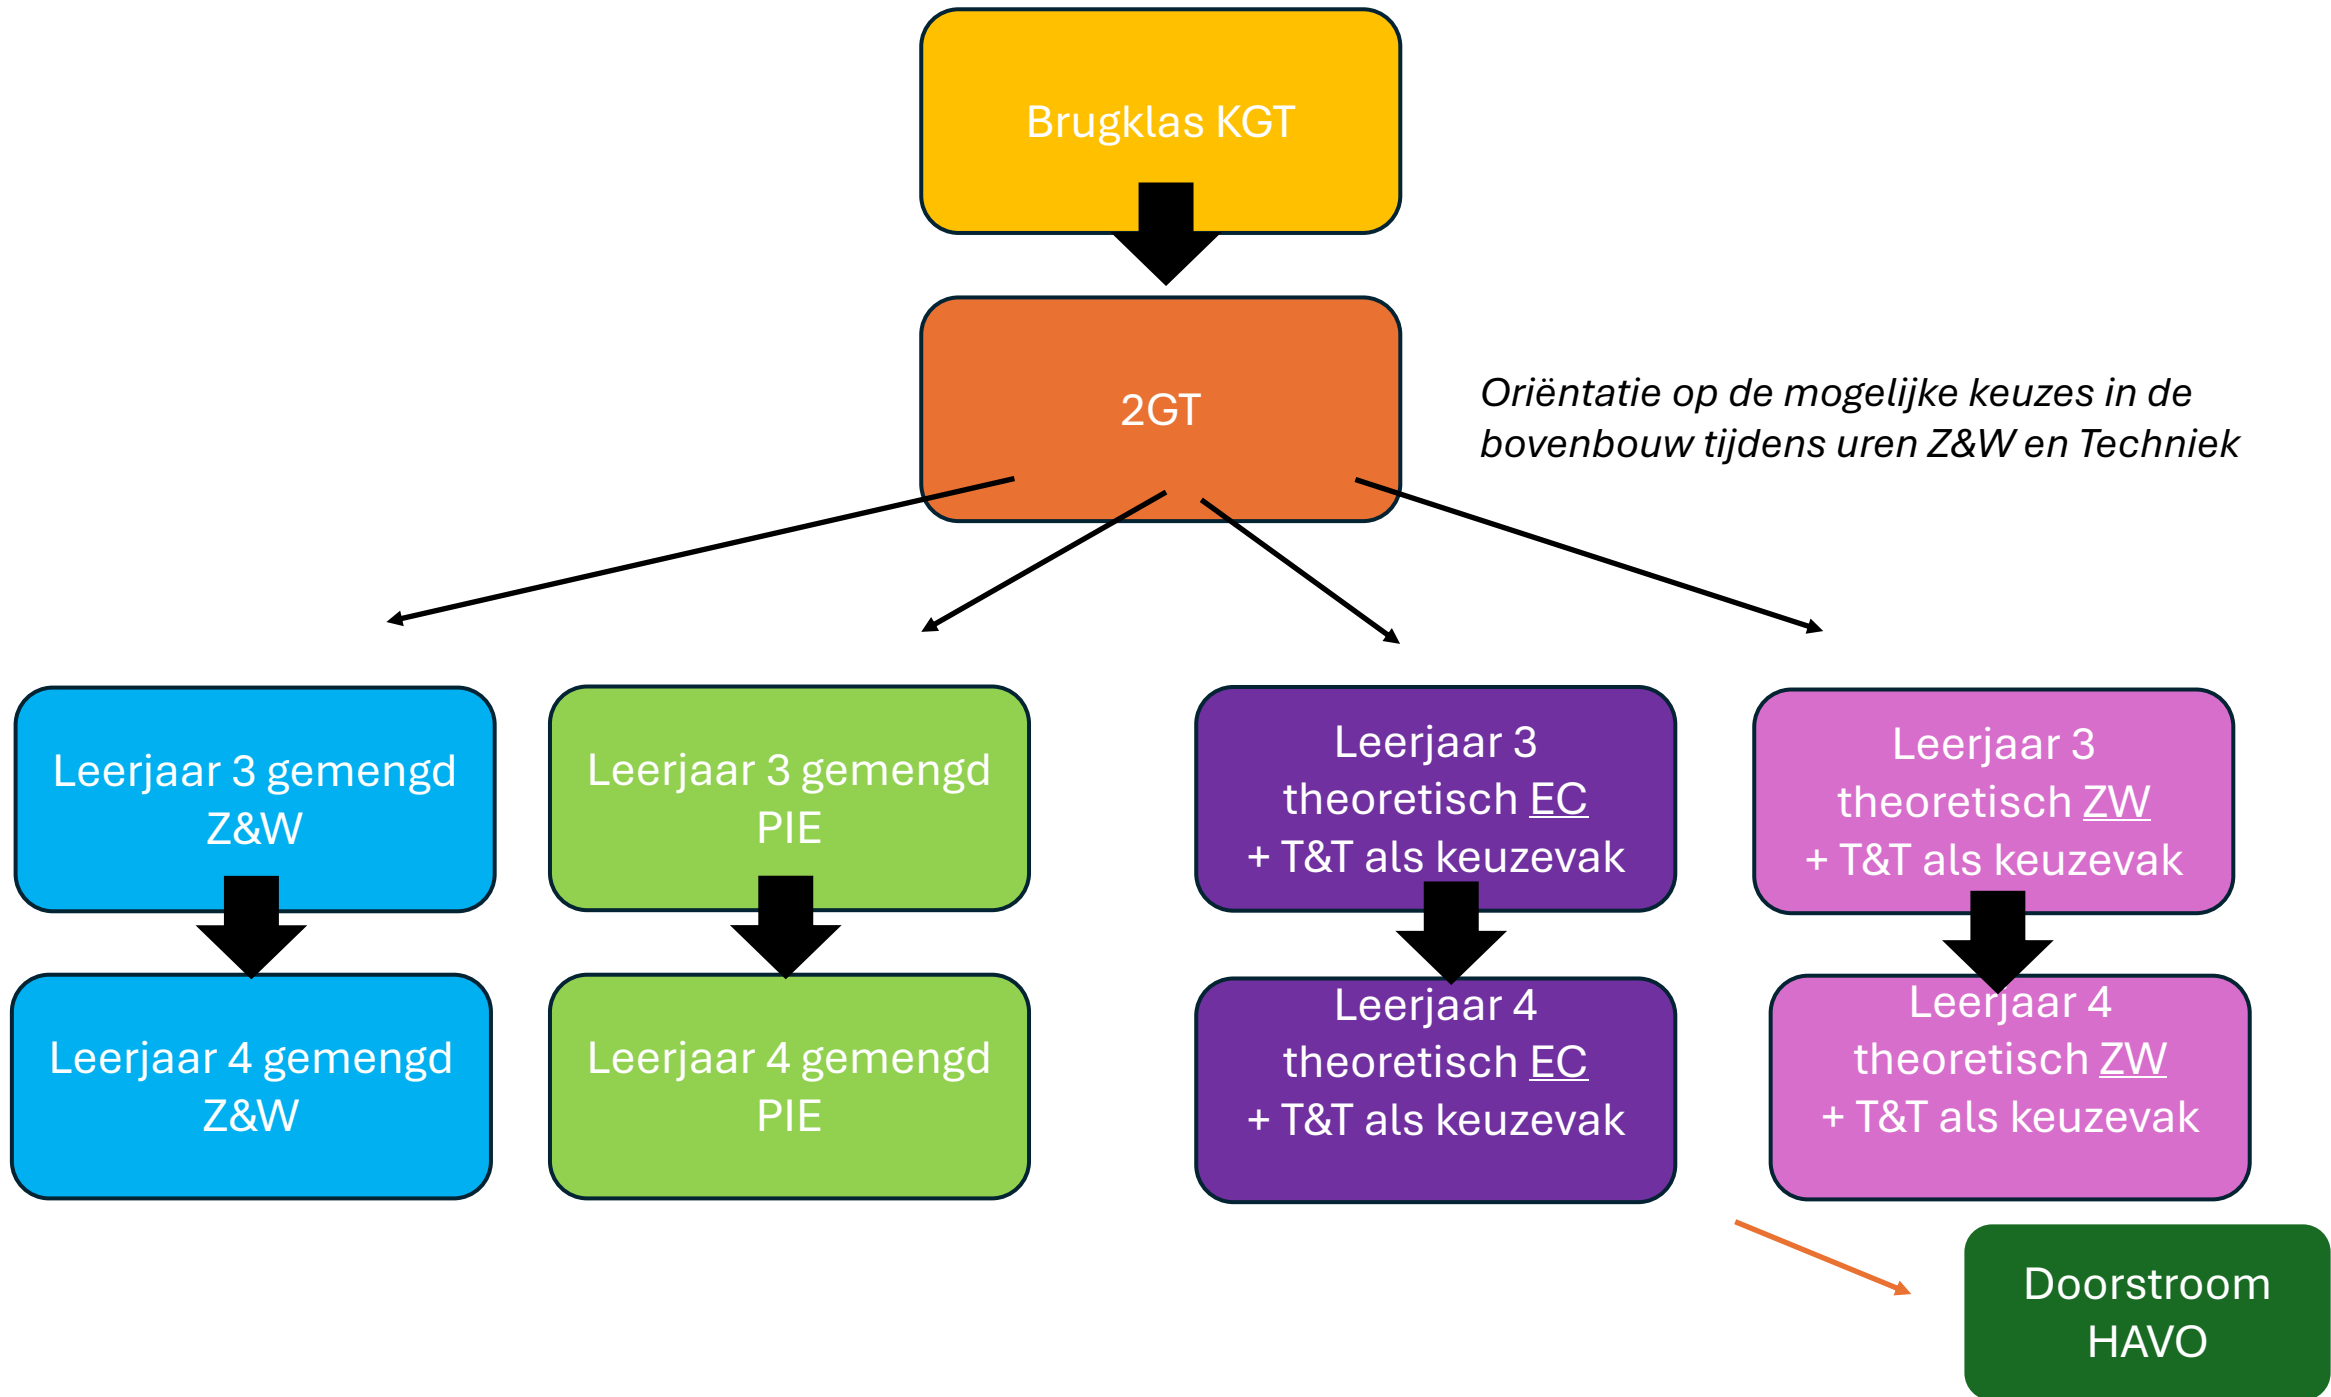 Brugklas KGT
2GT
Oriëntatie op de mogelijke keuzes in de
bovenbouw tijdens uren Z&W en Techniek
Leerjaar 3 gemengd
Z&W
Leerjaar 3 gemengd
PIE
Leerjaar 3
theoretisch EC
+ T&T als keuzevak
Leerjaar 3
theoretisch ZW
+ T&T als keuzevak
Leerjaar 4 gemengd
Z&W
Leerjaar 4 gemengd
PIE
Leerjaar 4
theoretisch EC
+ T&T als keuzevak
Leerjaar 4
theoretisch ZW
+ T&T als keuzevak
Doorstroom
HAVO